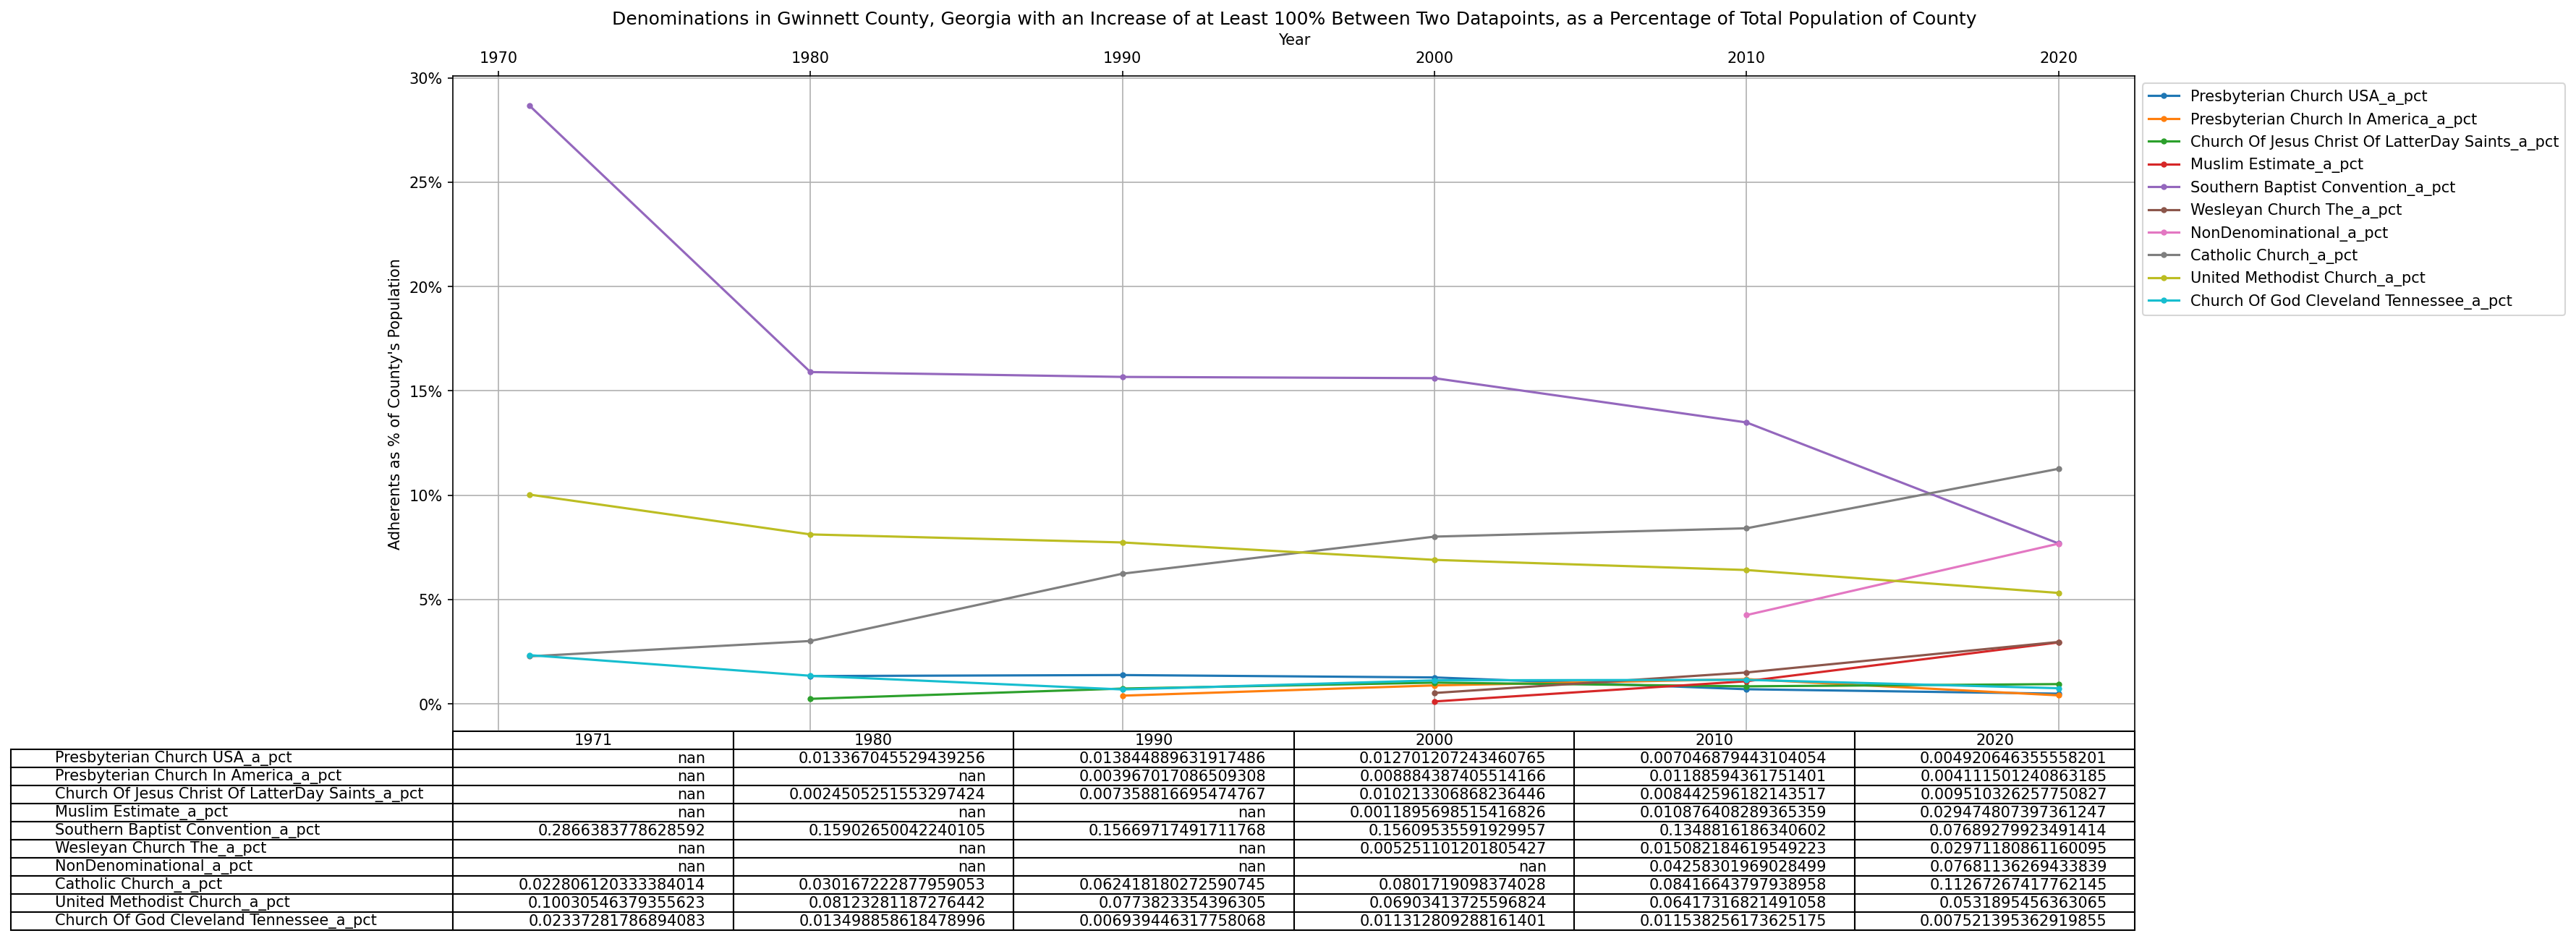 Denominations in Gwinnett County, Georgia with an Increase of at Least 100% Between Two Datapoints, as a Percentage of Total Population of County
Year
1970 1980 1990 2000 2010 2020
30%
25%
20%
15%
10%
5%
0%
Adherents as % of County's Population
Presbyterian Church USA_a_pct
Presbyterian Church In America_a_pct
Church Of Jesus Christ Of LatterDay Saints_a_pct
Muslim Estimate_a_pct
Southern Baptist Convention_a_pct
Wesleyan Church The_a_pct
NonDenominational_a_pct
Catholic Church_a_pct
United Methodist Church_a_pct
Church Of God Cleveland Tennessee_a_pct
1971 1980 1990 2000 2010 2020
Presbyterian Church USA_a_pct nan 0.013367045529439256 0.013844889631917486 0.012701207243460765 0.007046879443104054 0.004920646355558201
Presbyterian Church In America_a_pct nan nan 0.003967017086509308 0.008884387405514166 0.01188594361751401 0.004111501240863185
Church Of Jesus Christ Of LatterDay Saints_a_pct nan 0.0024505251553297424 0.007358816695474767 0.010213306868236446 0.008442596182143517 0.009510326257750827
Muslim Estimate_a_pct nan nan nan 0.0011895698515416826 0.010876408289365359 0.029474807397361247
Southern Baptist Convention_a_pct 0.2866383778628592 0.15902650042240105 0.15669717491711768 0.15609535591929957 0.1348816186340602 0.07689279923491414
Wesleyan Church The_a_pct nan nan nan 0.005251101201805427 0.015082184619549223 0.02971180861160095
NonDenominational_a_pct nan nan nan nan 0.04258301969028499 0.07681136269433839
Catholic Church_a_pct 0.022806120333384014 0.030167222877959053 0.062418180272590745 0.0801719098374028 0.08416643797938958 0.11267267417762145
United Methodist Church_a_pct 0.10030546379355623 0.08123281187276442 0.0773823354396305 0.06903413725596824 0.06417316821491058 0.0531895456363065
Church Of God Cleveland Tennessee_a_pct 0.02337281786894083 0.013498858618478996 0.006939446317758068 0.011312809288161401 0.011538256173625175 0.007521395362919855